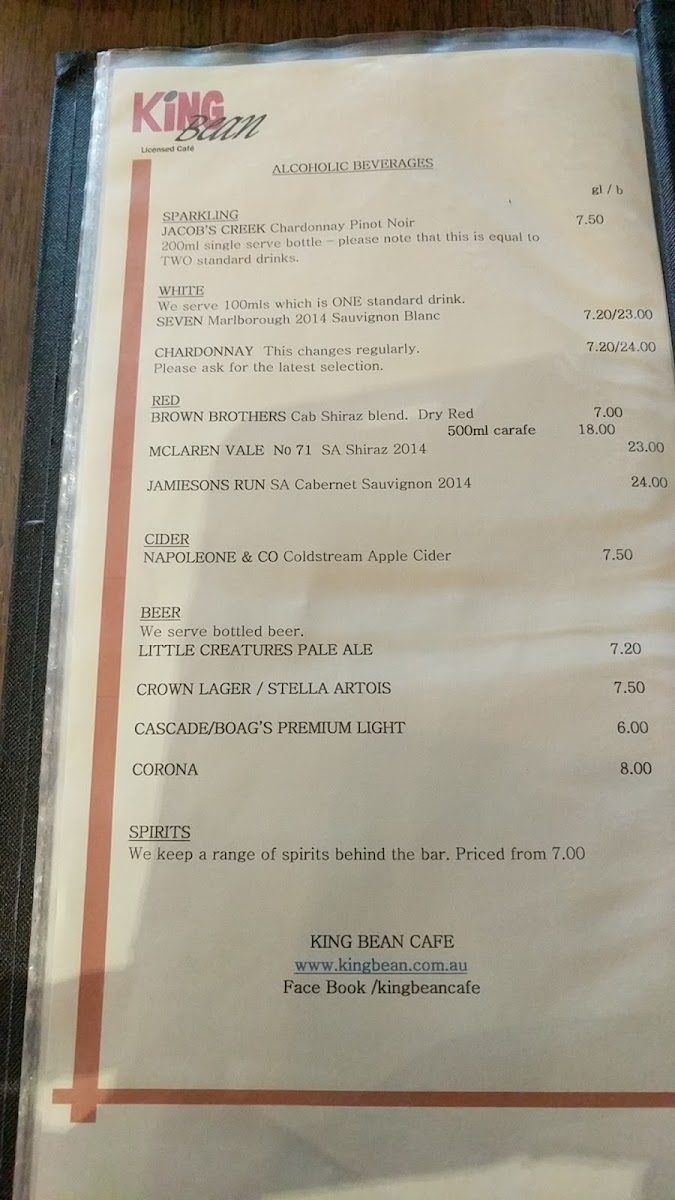 KiNG
Bean
Licensed Café
ALCOHOLIC BEVERAGES
gl / b
SPARKLING
JACOB'S CREEK Chardonnay Pinot Noir 7.50
200ml single serve bottle – please note that this is equal to
TWO standard drinks.
WHITE
We serve 100mls which is ONE standard drink.
SEVEN Marlborough 2014 Sauvignon Blanc 7.20/23.00
CHARDONNAY This changes regularly. 7.20/24.00
Please ask for the latest selection.
RED
BROWN BROTHERS Cab Shiraz blend. Dry Red 7.00
500ml carafe 18.00
MCLAREN VALE No 71 SA Shiraz 2014 23.00
JAMIESONS RUN SA Cabernet Sauvignon 2014 24.00
CIDER
NAPOLEONE & CO Coldstream Apple Cider 7.50
BEER
We serve bottled beer.
LITTLE CREATURES PALE ALE 7.20
CROWN LAGER / STELLA ARTOIS 7.50
CASCADE/BOAG'S PREMIUM LIGHT 6.00
CORONA 8.00
SPIRITS
We keep a range of spirits behind the bar. Priced from 7.00
KING BEAN CAFE
www.kingbean.com.au
Face Book /kingbeancafe